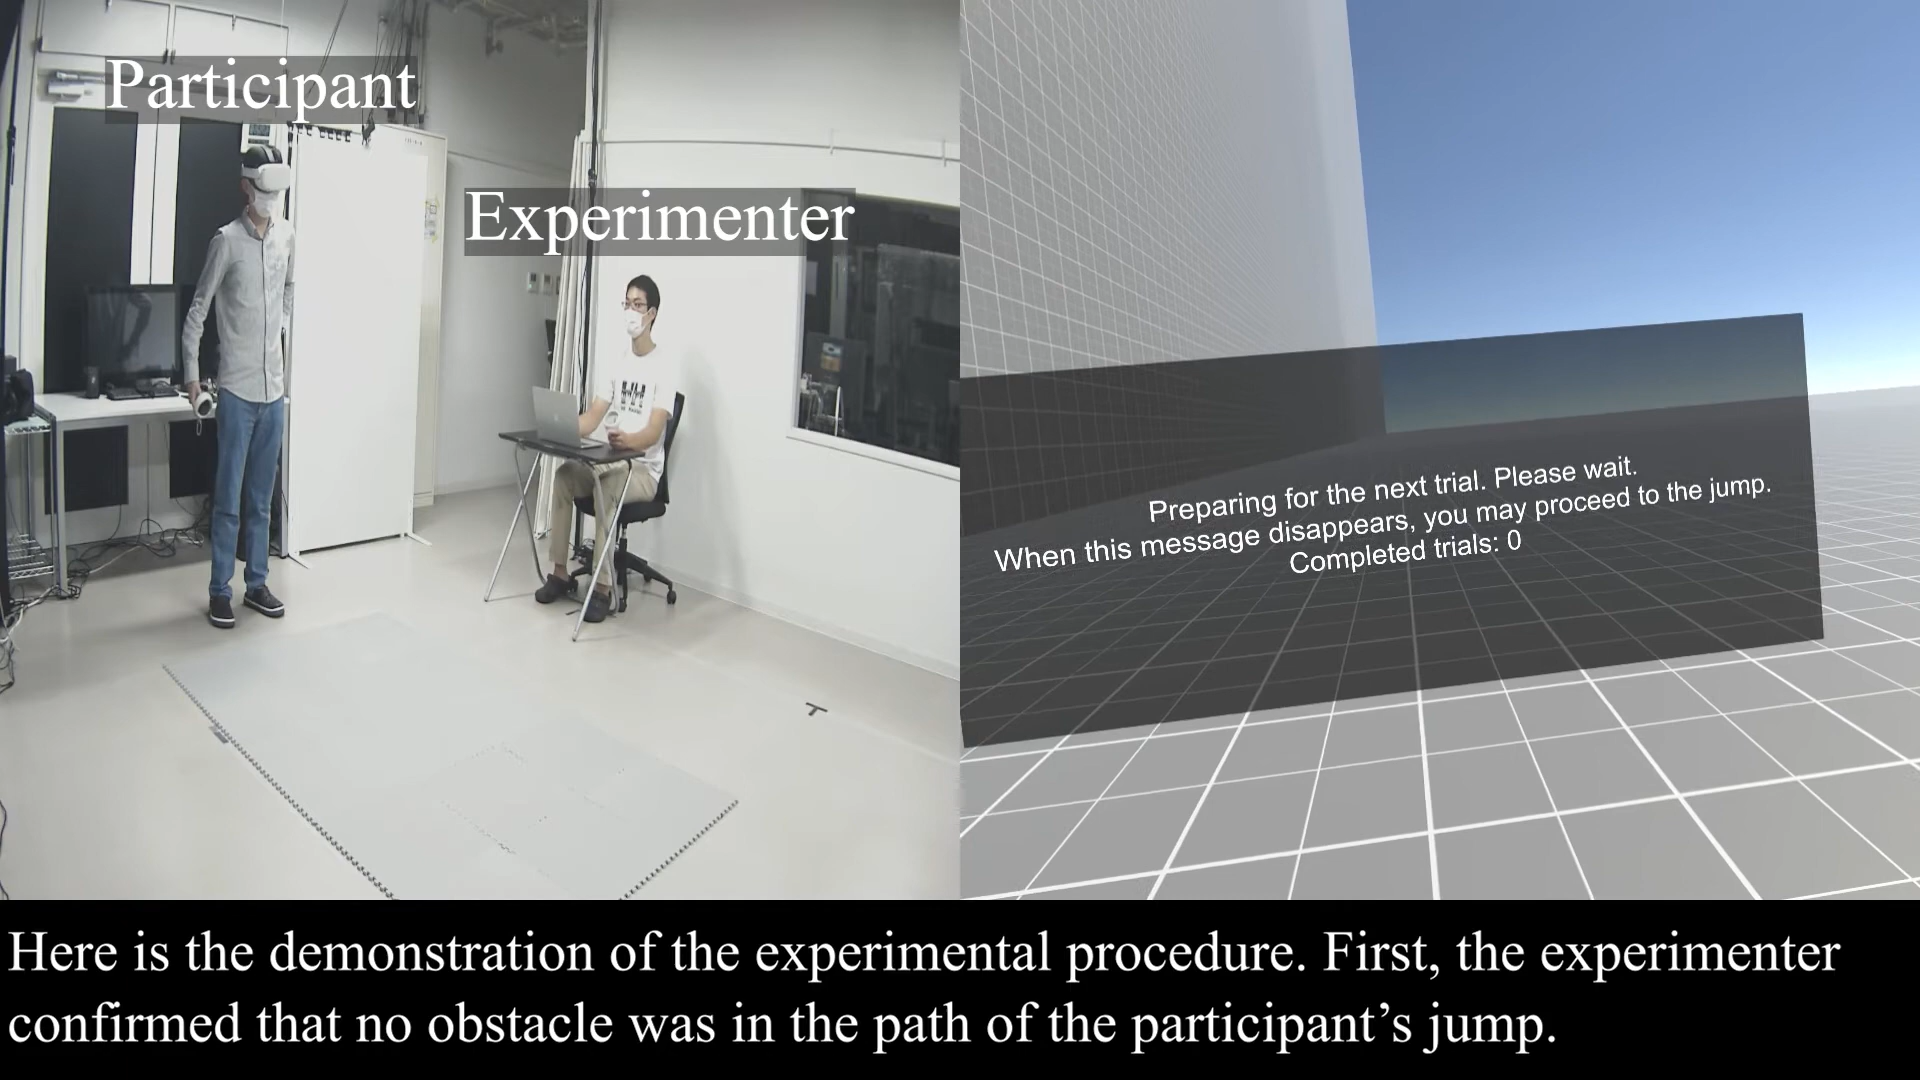 Participant
Experimenter
Preparing for the next trial. Please wait.
When this message disappears, you may proceed to the jump.
Completed trials: 0
Here is the demonstration of the experimental procedure. First, the experimenter
confirmed that no obstacle was in the path of the participant’s jump.